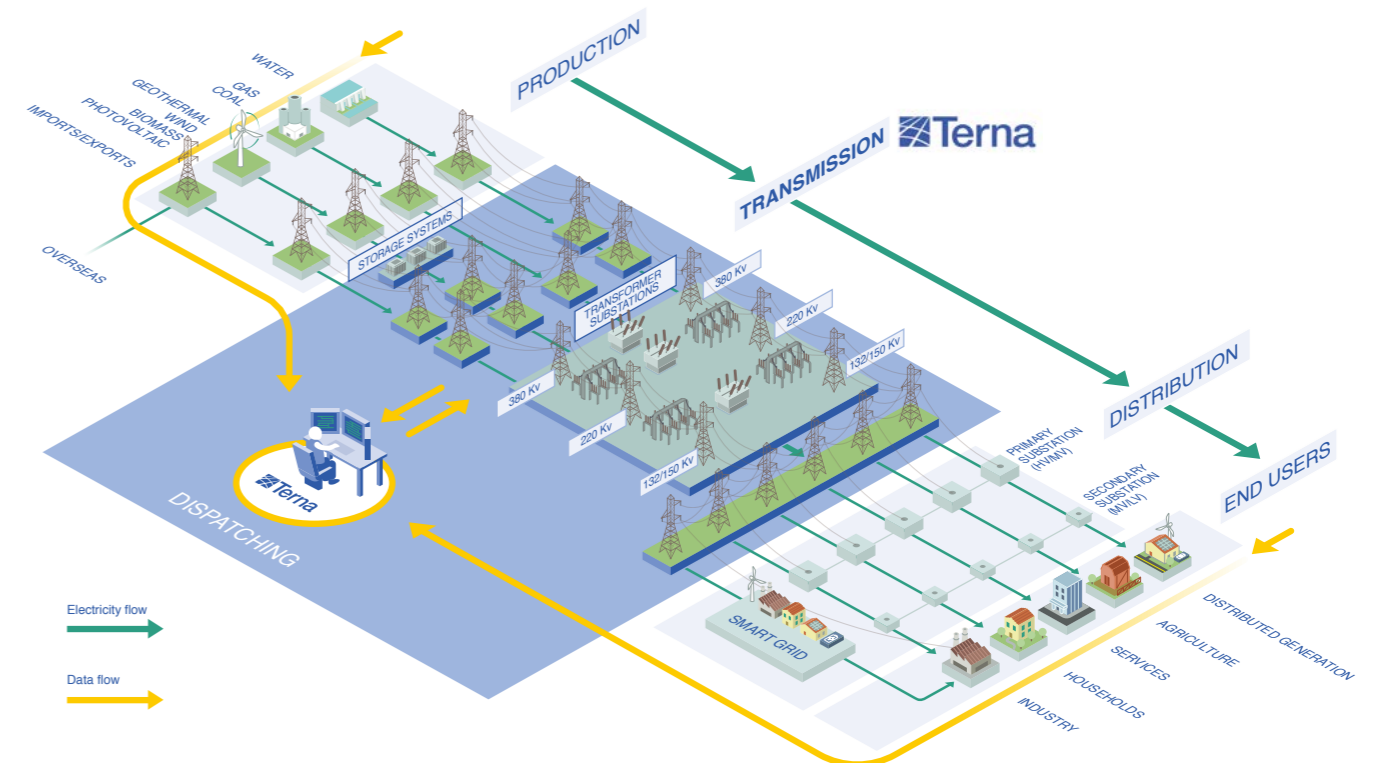 PRODUCTION
TRANSMISSION
Terna
DISTRIBUTION
END USERS
WATER
GAS
COAL
GEOTHERMAL
WIND
BIOMASS
PHOTOVOLTAIC
IMPORTS/EXPORTS
OVERSEAS
STORAGE SYSTEMS
TRANSFORMER
SUBSTATIONS
380 Kv
220 Kv
132/150 Kv
380 Kv
220 Kv
132/150 Kv
PRIMARY
SUBSTATION
(HV/MV)
SECONDARY
SUBSTATION
(MV/LV)
Terna
DISPATCHING
SMART GRID
DISTRIBUTED GENERATION
AGRICULTURE
SERVICES
HOUSEHOLDS
INDUSTRY
Electricity flow
Data flow